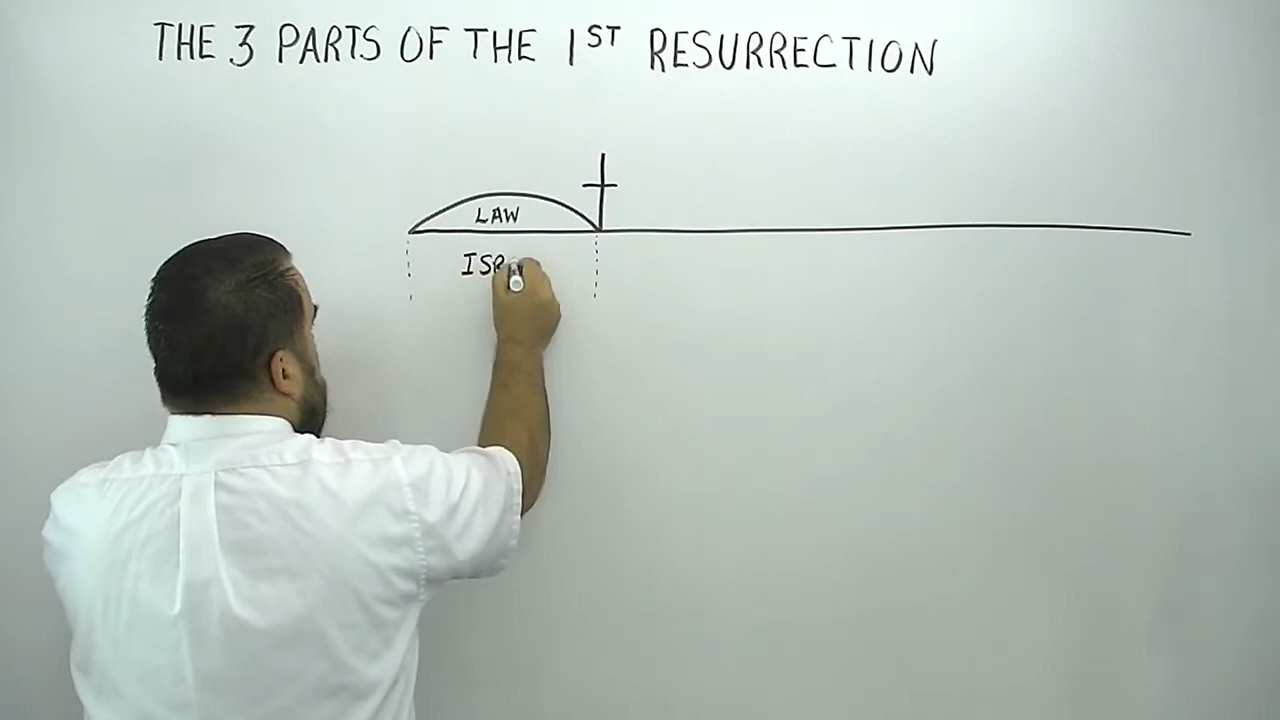 THE 3 PARTS OF THE 1ST RESURRECTION
LAW
ISR